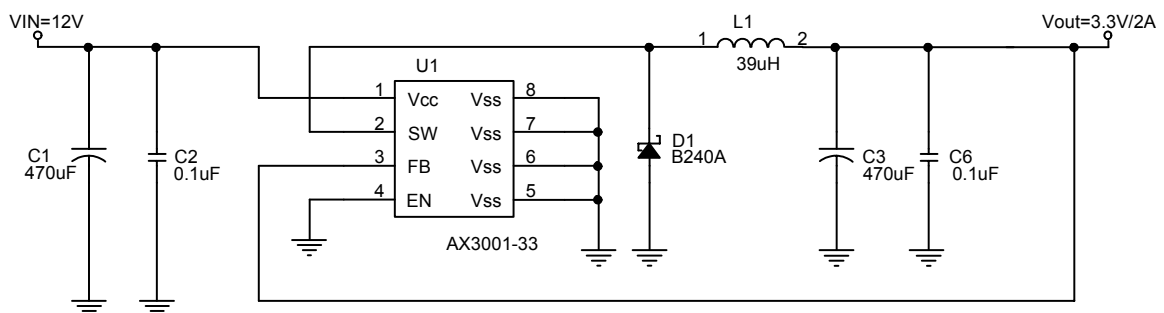 VIN=12V
L1
Vout=3.3V/2A
1
2
39uH
U1
1
Vcc
Vss
8
2
SW
Vss
7
3
FB
Vss
6
4
EN
Vss
5
AX3001-33
C1
470uF
C2
0.1uF
D1
B240A
C3
470uF
C6
0.1uF